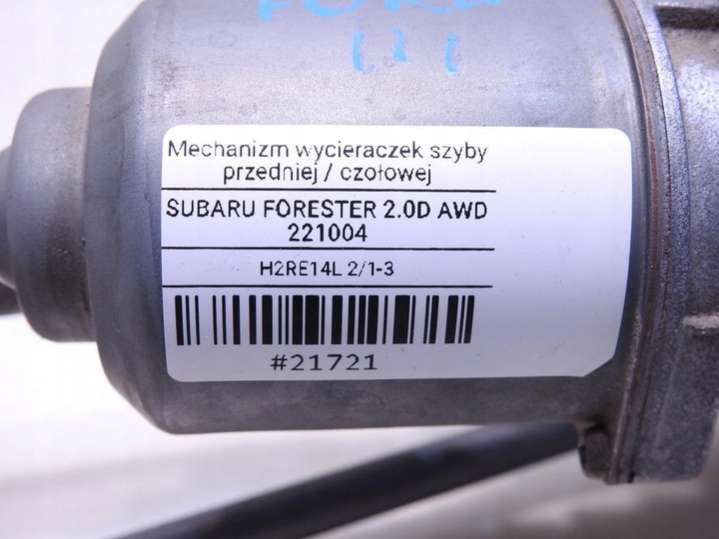 Mechanizm wycieraczek szyby
przedniej / czołowej
SUBARU FORESTER 2.0D AWD
221004
H2RE14L 2/1-3
#21721